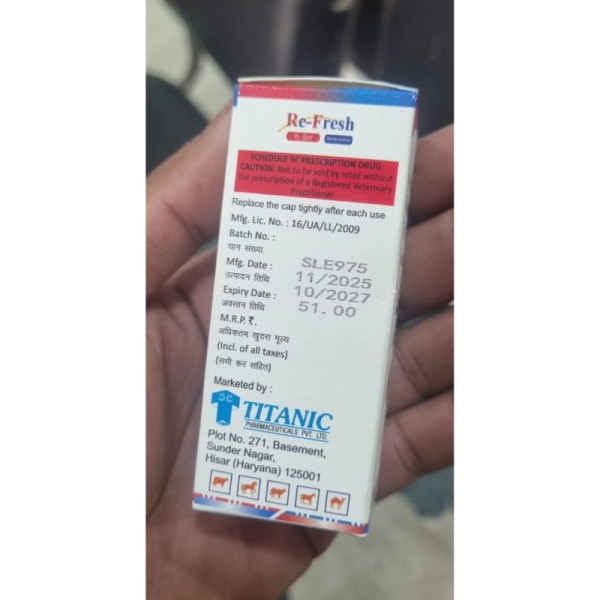 Re-Fresh
SCHEDULE 'H' PRESCRIPTION DRUG:
CAUTION: Not to be sold by retail without
the prescription of a Registered Veterinary
Practitioner
Replace the cap tightly after each use
Mfg. Lic. No. : 16/UA/LL/2009
Batch No. :
घान संख्या
SLE975
Mfg. Date : 11/2025
उत्पादन तिथि
Expiry Date : 10/2027
अवसान तिथि
M.R.P. ₹. 51.00
अधिकतम खुदरा मूल्य
(Incl. of all taxes)
(सभी कर सहित)
Marketed by :
TITANIC
PHARMACEUTICALS PVT. LTD.
Plot No. 271, Basement,
Sunder Nagar,
Hisar (Haryana) 125001